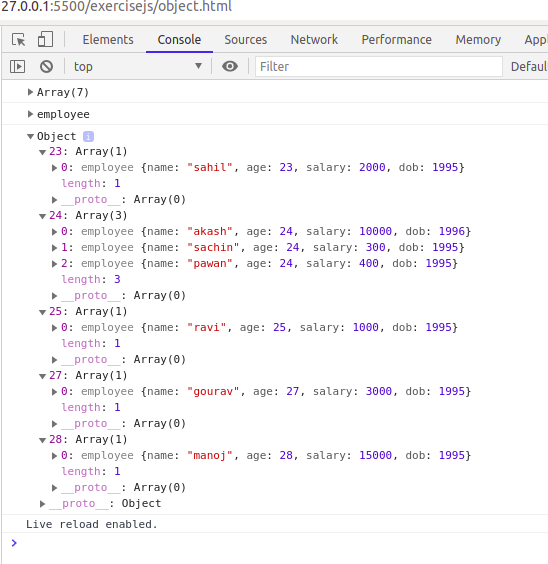 27.0.0.1:5500/exercisejs/object.html
Elements Console Sources Network Performance Memory App
top Filter Defaul
Array(7)
employee
Object i
23: Array(1)
0: employee {name: "sahil", age: 23, salary: 2000, dob: 1995}
length: 1
__proto__: Array(0)
24: Array(3)
0: employee {name: "akash", age: 24, salary: 10000, dob: 1996}
1: employee {name: "sachin", age: 24, salary: 300, dob: 1995}
2: employee {name: "pawan", age: 24, salary: 400, dob: 1995}
length: 3
__proto__: Array(0)
25: Array(1)
0: employee {name: "ravi", age: 25, salary: 1000, dob: 1995}
length: 1
__proto__: Array(0)
27: Array(1)
0: employee {name: "gourav", age: 27, salary: 3000, dob: 1995}
length: 1
__proto__: Array(0)
28: Array(1)
0: employee {name: "manoj", age: 28, salary: 15000, dob: 1995}
length: 1
__proto__: Array(0)
__proto__: Object
Live reload enabled.